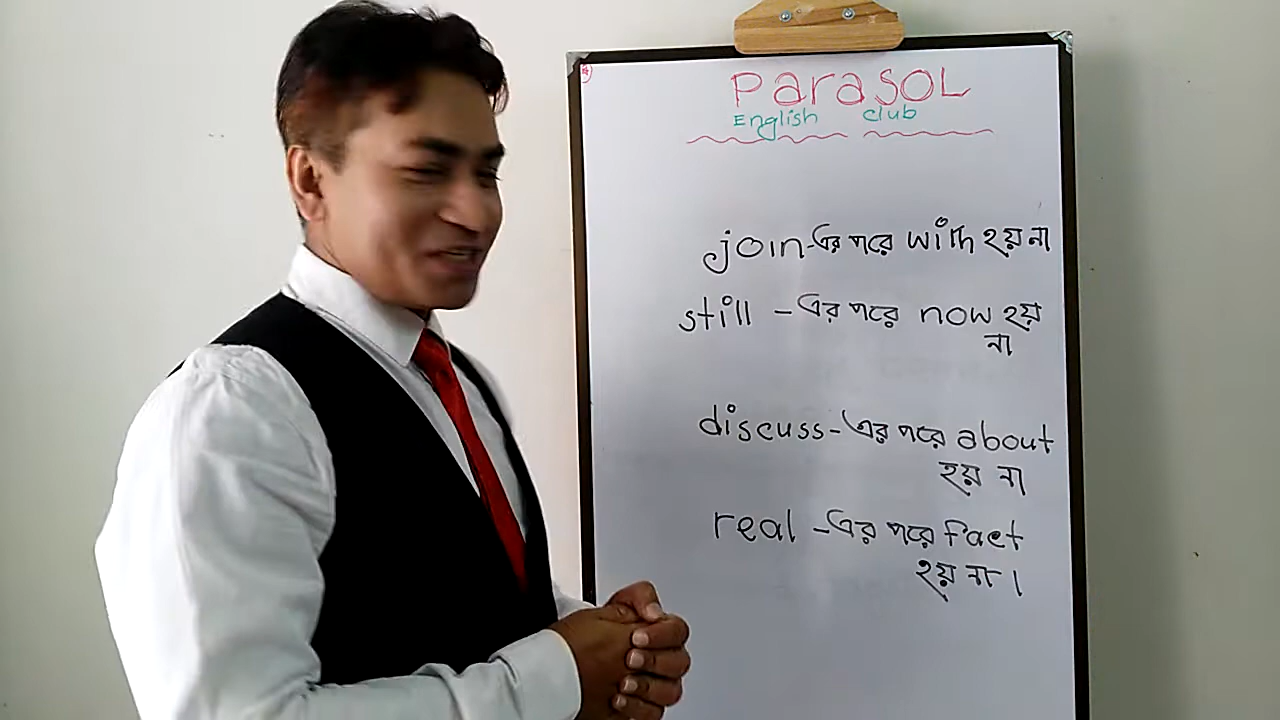 Parasol
English club
join-এর পরে with হয় না
still - এর পরে now হয়
না
discuss-এর পরে about
হয় না
real -এর পরে fact
হয় না।